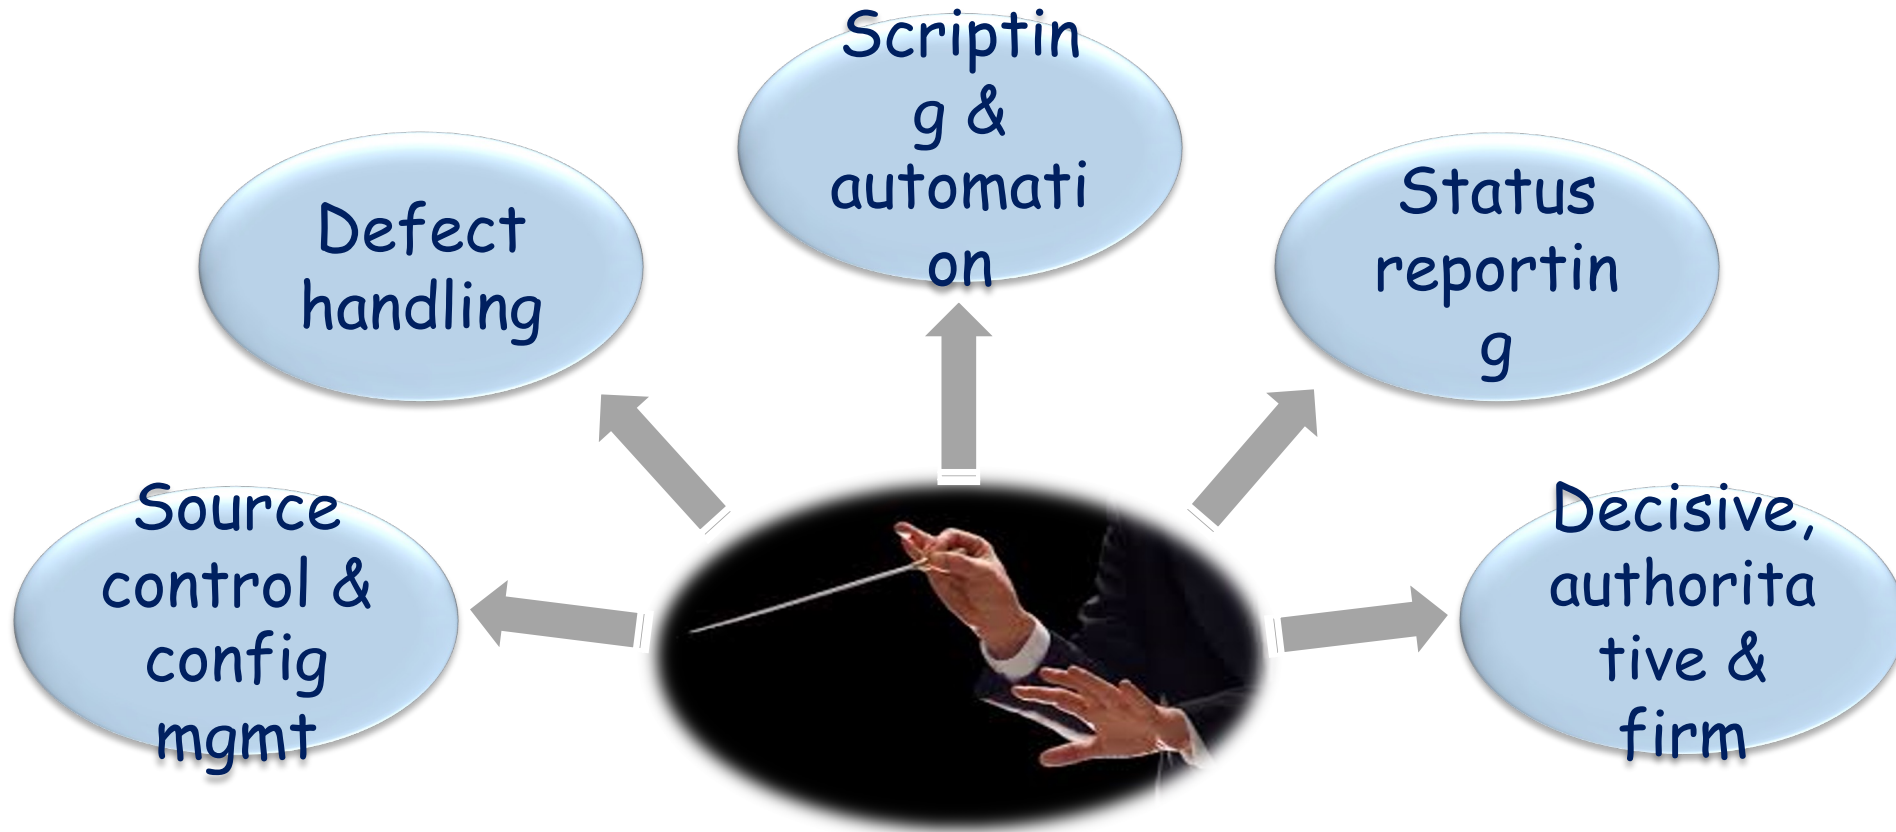 Scriptin
g &
automati
on
Defect
handling
Status
reportin
g
Source
control &
config
mgmt
Decisive,
authorita
tive &
firm